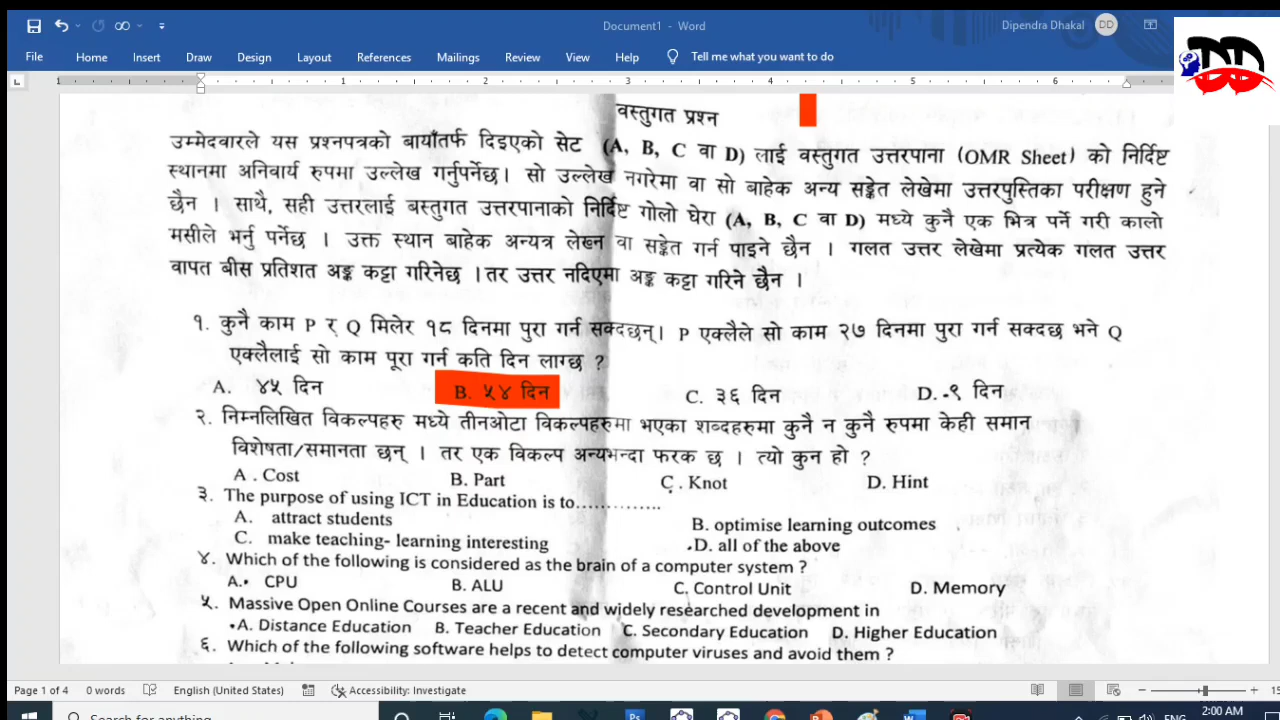 Document1 - Word
Dipendra Dhakal DD
File Home Insert Draw Design Layout References Mailings Review View Help Tell me what you want to do
1 1 2 3 4 5 6
वस्तुगत प्रश्न
उम्मेदवारले यस प्रश्नपत्रको बायाँतर्फ दिइएको सेट (A, B, C वा D) लाई वस्तुगत उत्तरपाना (OMR Sheet) को निर्दिष्ट
स्थानमा अनिवार्य रुपमा उल्लेख गर्नुपर्नेछ। सो उल्लेख नगरेमा वा सो बाहेक अन्य सङ्केत लेखेमा उत्तरपुस्तिका परीक्षण हुने
छैन । साथै, सही उत्तरलाई बस्तुगत उत्तरपानाको निर्दिष्ट गोलो घेरा (A, B, C वा D) मध्ये कुनै एक भित्र पर्ने गरी कालो
मसीले भर्नु पर्नेछ । उक्त स्थान बाहेक अन्यत्र लेख्न वा सङ्केत गर्न पाइने छैन । गलत उत्तर लेखेमा प्रत्येक गलत उत्तर
वापत बीस प्रतिशत अङ्क कट्टा गरिनेछ । तर उत्तर नदिएमा अङ्क कट्टा गरिने छैन ।
१. कुनै काम P र् Q मिलेर १८ दिनमा पुरा गर्न सक्दछन्। P एक्लैले सो काम २७ दिनमा पुरा गर्न सक्दछ भने Q
एक्लैलाई सो काम पूरा गर्न कति दिन लाग्छ ?
A. ४५ दिन B. ५४ दिन C. ३६ दिन D. ९ दिन
२. निम्नलिखित विकल्पहरु मध्ये तीनओटा विकल्पहरुमा भएका शब्दहरुमा कुनै न कुनै रुपमा केही समान
विशेषता/समानता छन् । तर एक विकल्प अन्यभन्दा फरक छ । त्यो कुन हो ?
A . Cost B. Part C . Knot D. Hint
३. The purpose of using ICT in Education is to..............
A. attract students B. optimise learning outcomes
C. make teaching- learning interesting D. all of the above
४. Which of the following is considered as the brain of a computer system ?
A. CPU B. ALU C. Control Unit D. Memory
५. Massive Open Online Courses are a recent and widely researched development in
A. Distance Education B. Teacher Education C. Secondary Education D. Higher Education
६. Which of the following software helps to detect computer viruses and avoid them ?
Page 1 of 4 0 words English (United States) Accessibility: Investigate
2:00 AM